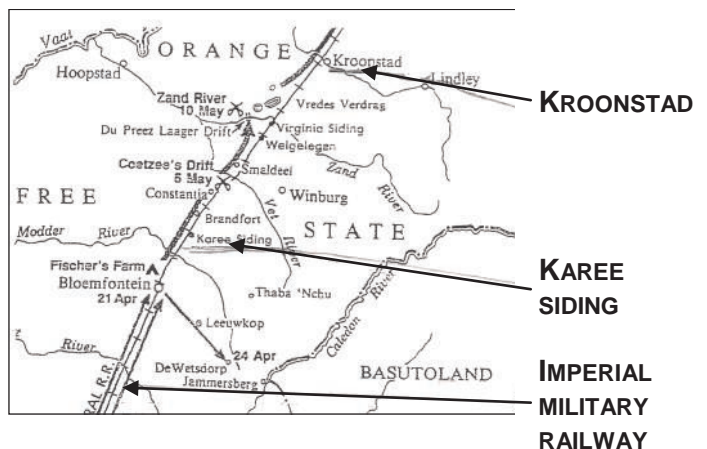 Vaal
ORANGE
Kroonstad
Hoopstad
Lindley
KROONSTAD
Zand River
10 May
Vredes Verdrag
Du Preez Laager Drift
Virginia Siding
Welgelegen
Coetzee's Drift
5 May
Smaldeel
Zand
River
Constantia
Winburg
FREE
Vet
River
STATE
Brandfort
Modder River
Karee Siding
KAREE
SIDING
Fischer's Farm
Bloemfontein
21 Apr
Thaba 'Nchu
Caledon
River
Leeuwkop
River
24 Apr
DeWetsdorp
Jammersberg
BASUTOLAND
RAL R.R.
IMPERIAL
MILITARY
RAILWAY